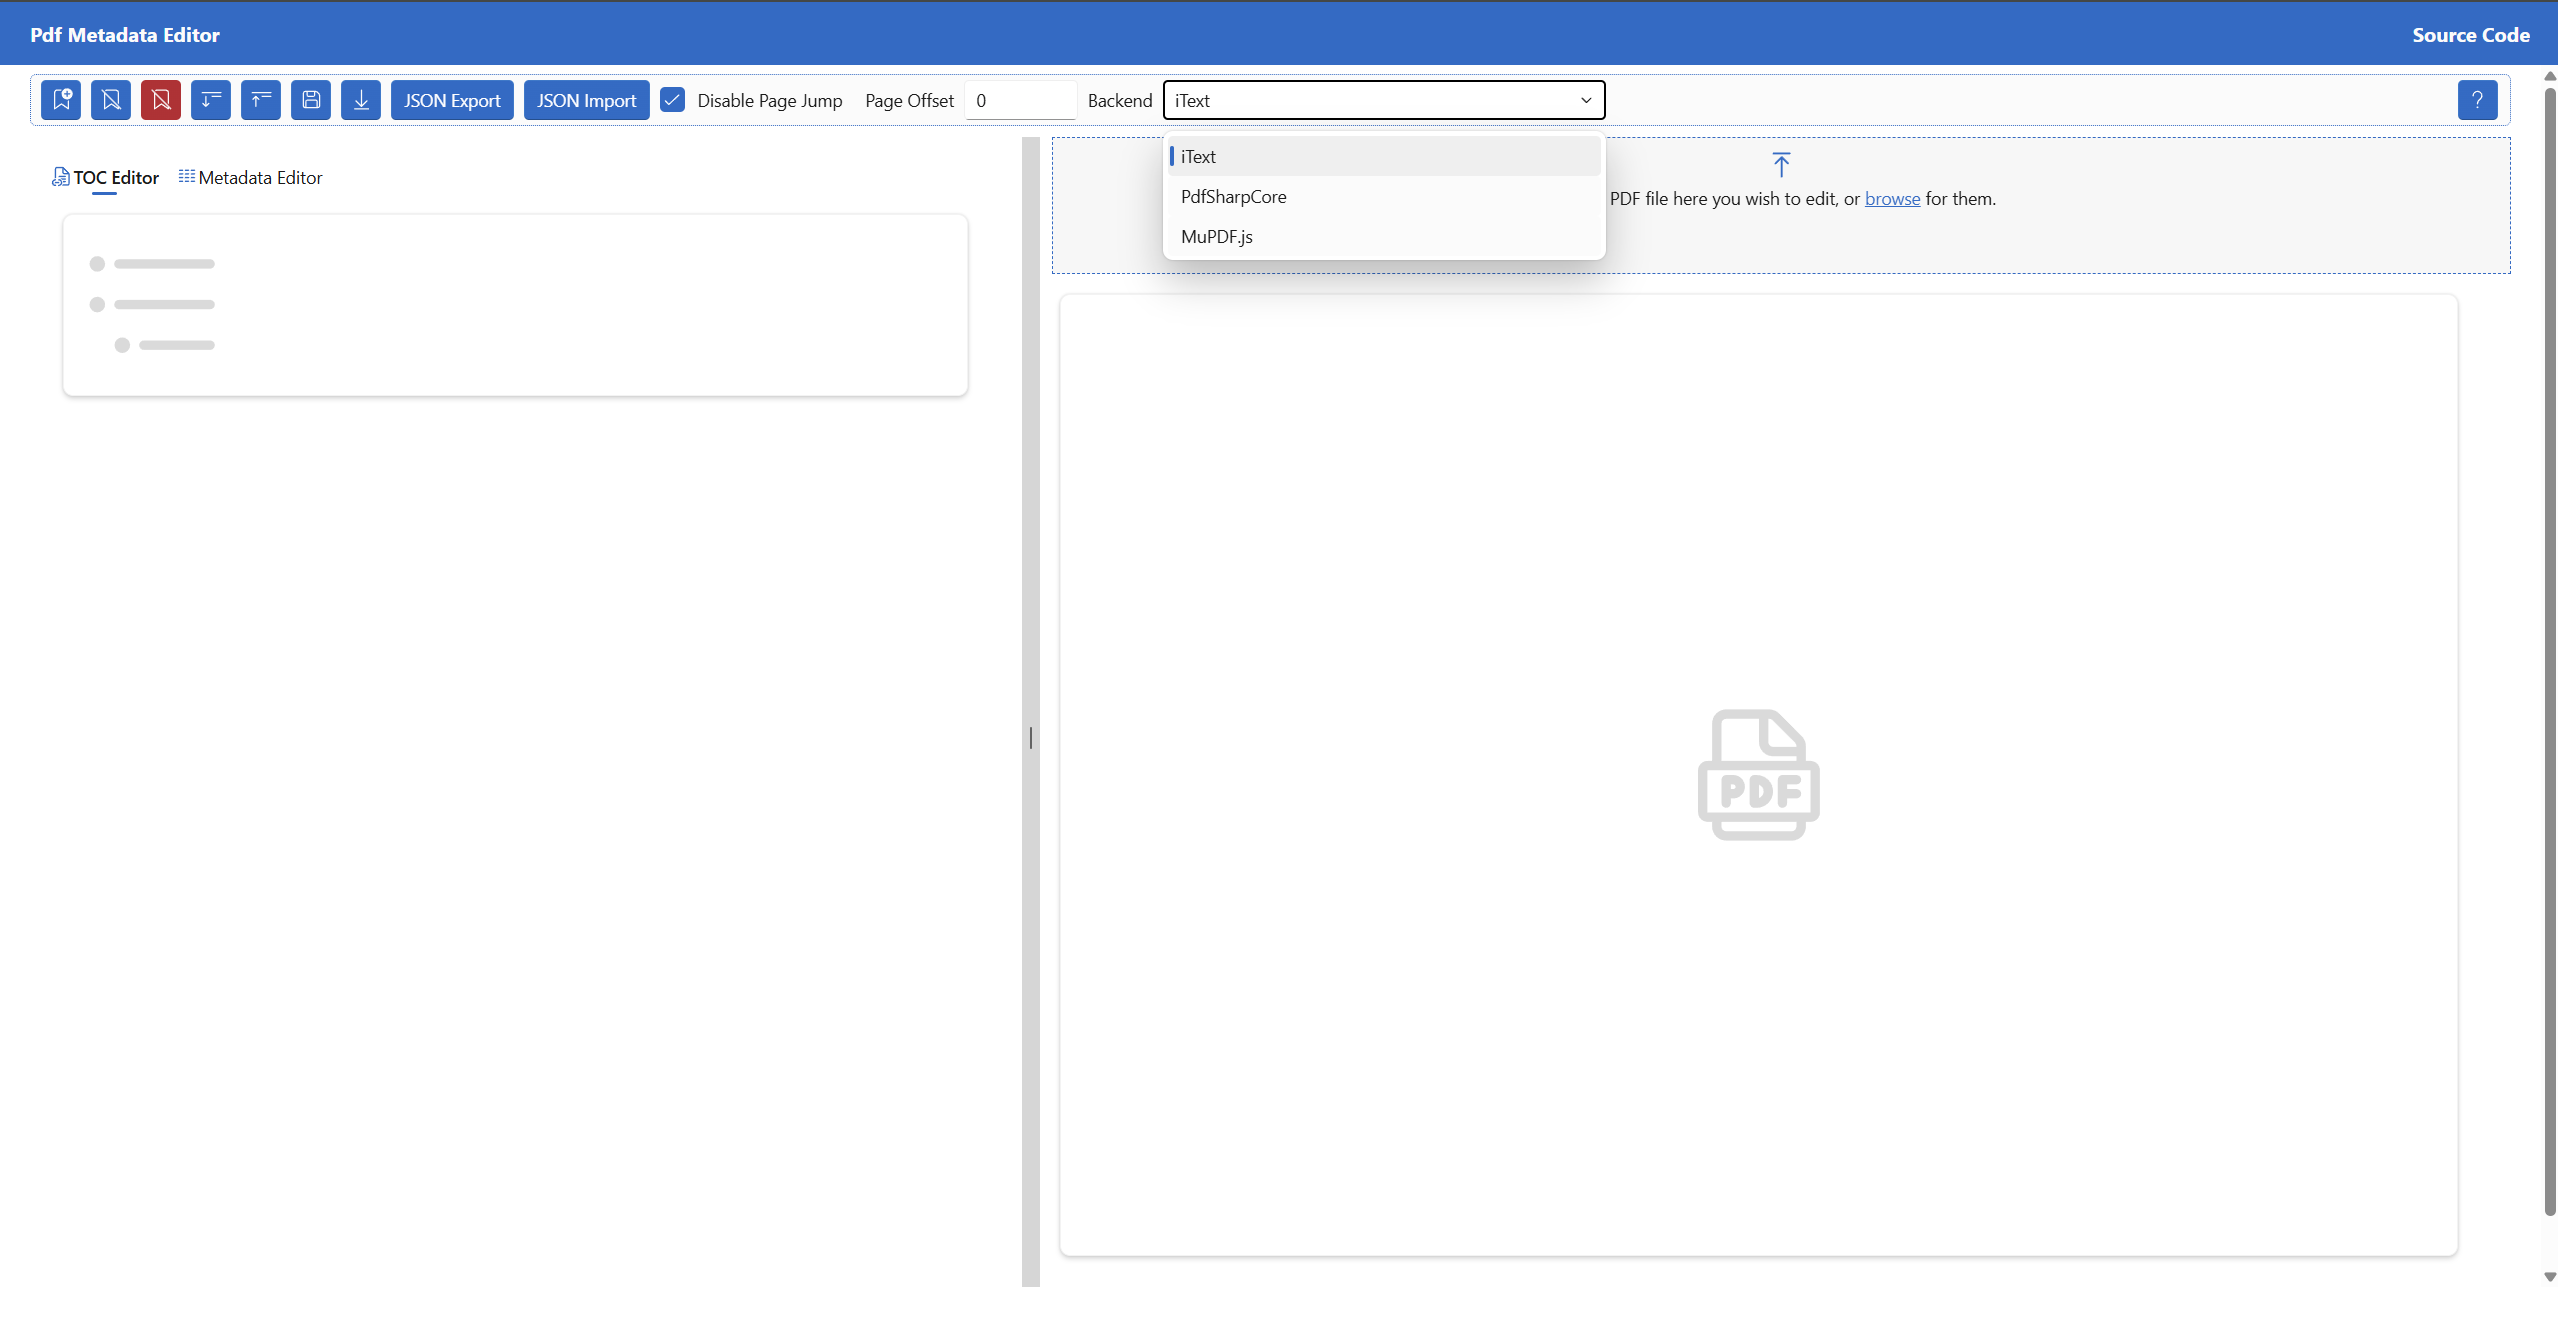 Pdf Metadata Editor
Source Code
JSON Export
JSON Import
Disable Page Jump
Page Offset
0
Backend
iText
?
iText
PdfSharpCore
MuPDF.js
PDF file here you wish to edit, or browse for them.
TOC Editor
Metadata Editor
PDF